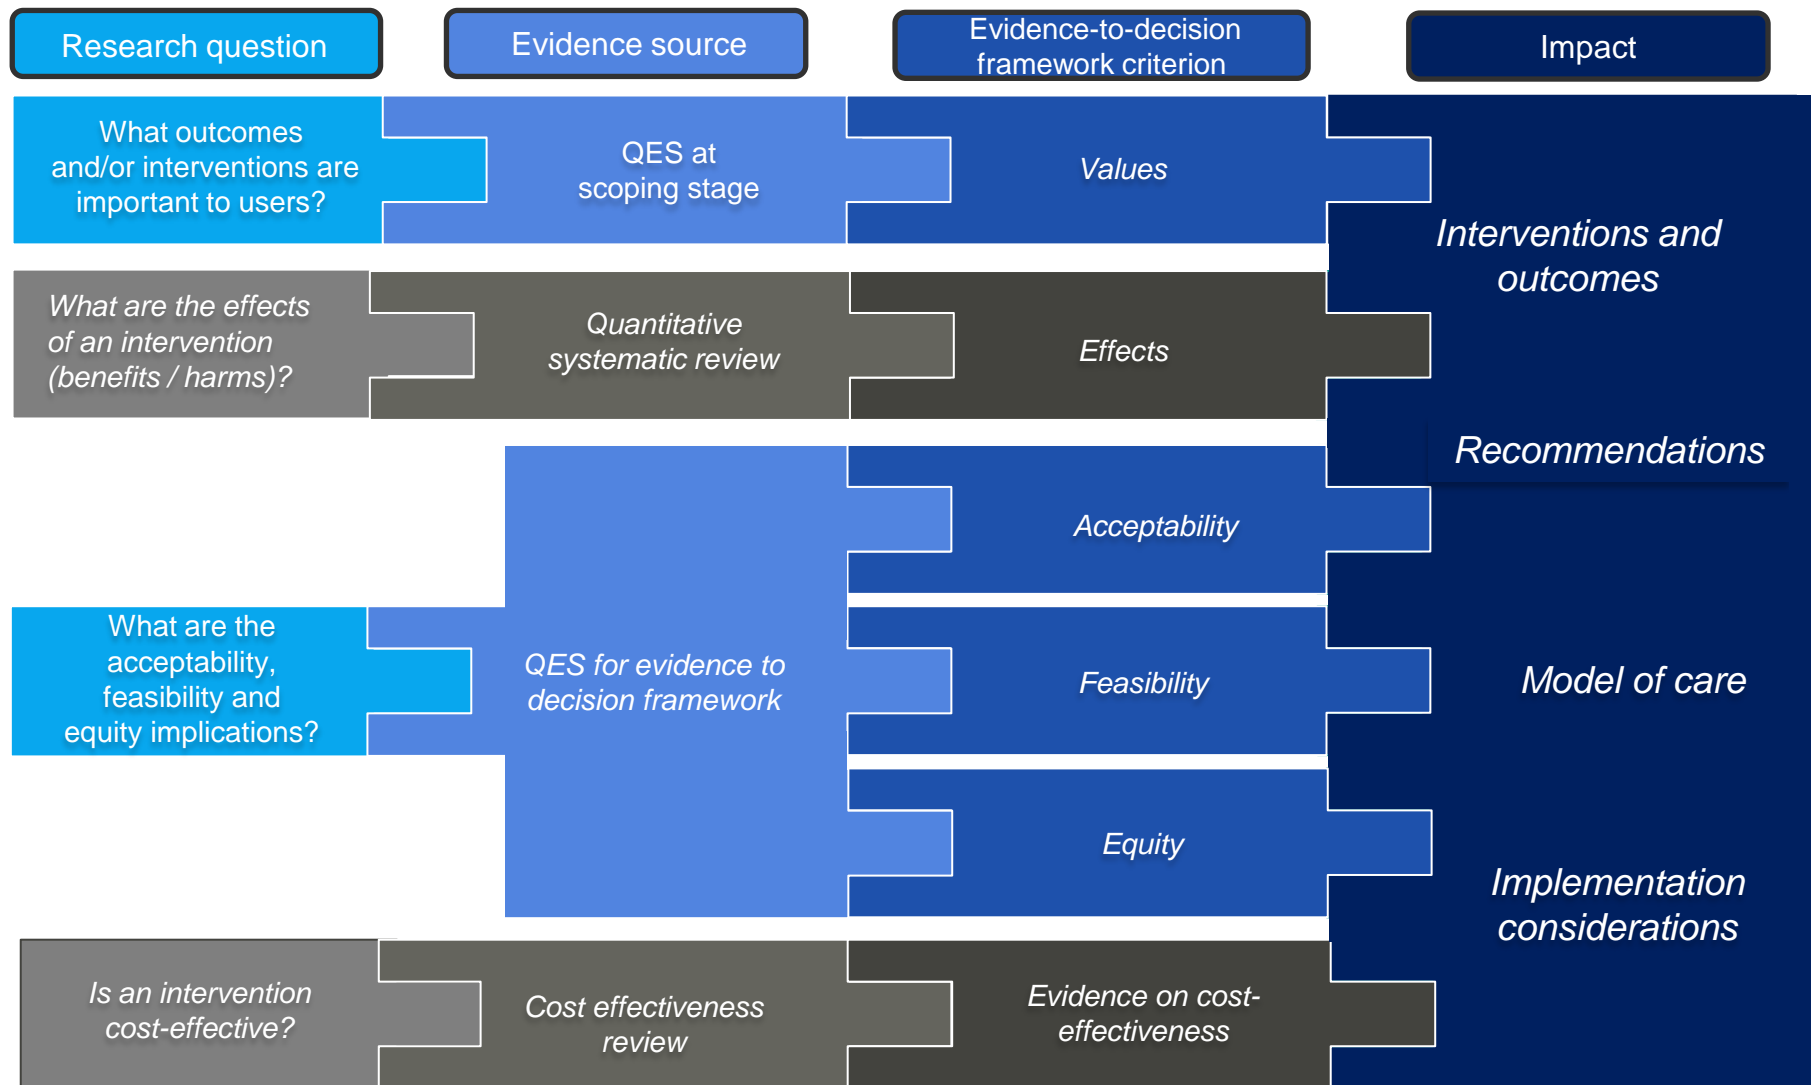 Research question
Evidence source
Evidence-to-decision
framework criterion
Impact
What outcomes
and/or interventions are
important to users?
QES at
scoping stage
Values
Interventions and
outcomes
What are the effects
of an intervention
(benefits / harms)?
Quantitative
systematic review
Effects
Recommendations
Acceptability
What are the
acceptability,
feasibility and
equity implications?
QES for evidence to
decision framework
Feasibility
Model of care
Equity
Implementation
considerations
Is an intervention
cost-effective?
Cost effectiveness
review
Evidence on cost-
effectiveness